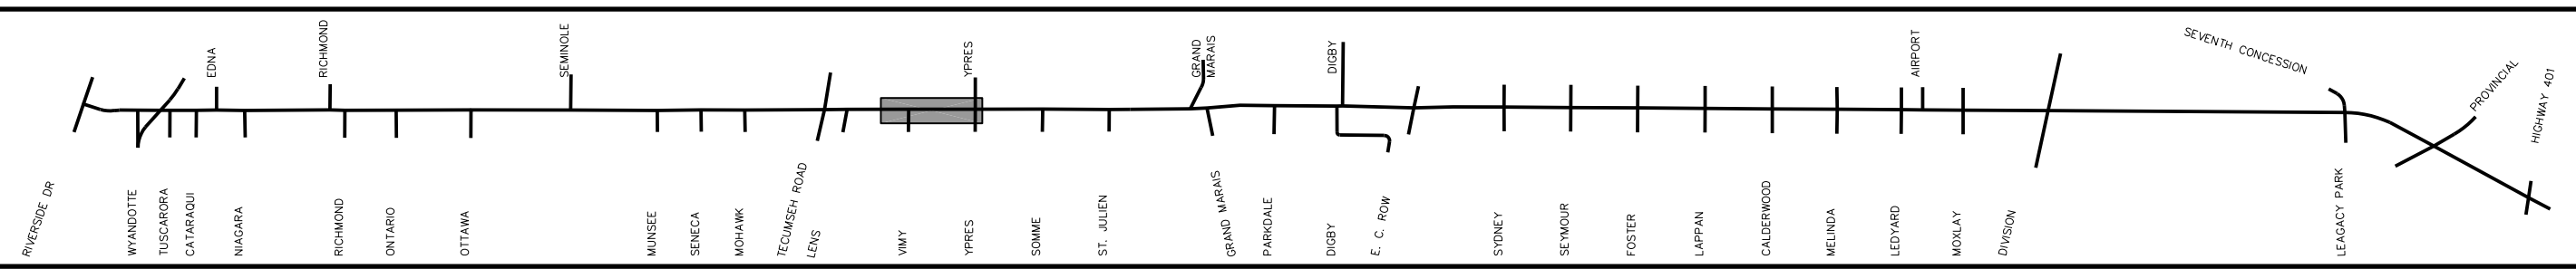 EDNA
RICHMOND
SEMINOLE
YPRES
GRAND
MARAIS
DIGBY
AIRPORT
SEVENTH CONCESSION
PROVINCIAL
HIGHWAY 401
RIVERSIDE DR
WYANDOTTE
TUSCARORA
CATARAQUI
NIAGARA
RICHMOND
ONTARIO
OTTAWA
MUNSEE
SENECA
MOHAWK
TECUMSEH ROAD
LENS
VIMY
YPRES
SOMME
ST. JULIEN
GRAND MARAIS
PARKDALE
DIGBY
E. C. ROW
SYDNEY
SEYMOUR
FOSTER
LAPPAN
CALDERWOOD
MELINDA
LEDYARD
MOXLAY
DIVISION
LEAGACY PARK